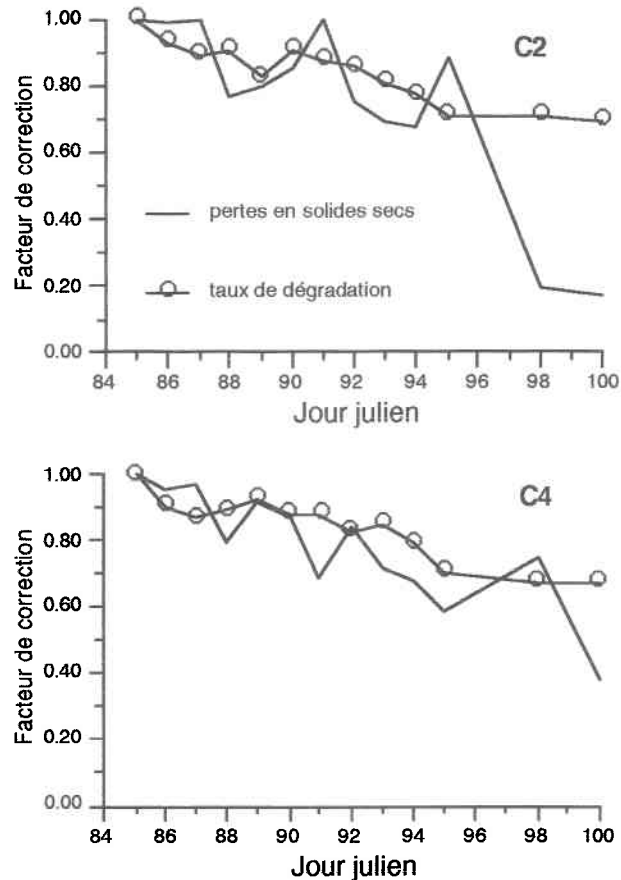 1.00
0.80
0.60
0.40
0.20
0.00
Facteur de correction
C2
pertes en solides secs
taux de dégradation
84 86 88 90 92 94 96 98 100
Jour julien
1.00
0.80
0.60
0.40
0.20
0.00
Facteur de correction
C4
84 86 88 90 92 94 96 98 100
Jour julien